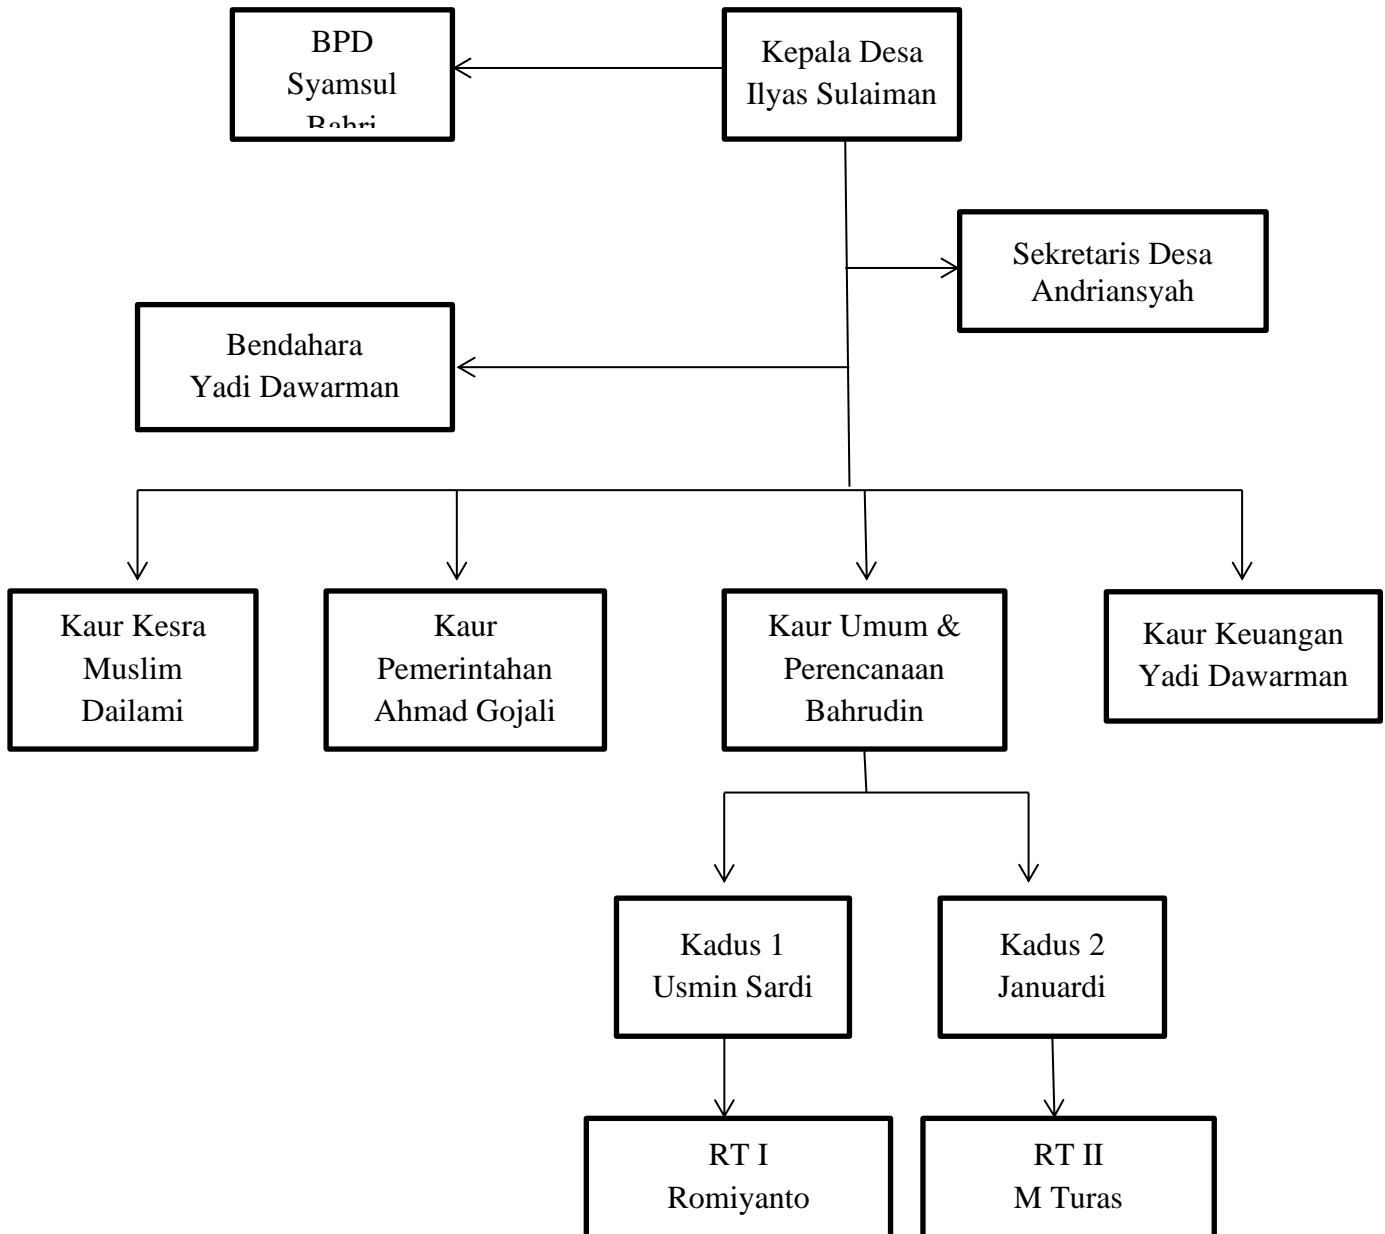 BPD
Syamsul
Bahri
Kepala Desa
Ilyas Sulaiman
Sekretaris Desa
Andriansyah
Bendahara
Yadi Dawarman
Kaur Kesra
Muslim
Dailami
Kaur
Pemerintahan
Ahmad Gojali
Kaur Umum &
Perencanaan
Bahrudin
Kaur Keuangan
Yadi Dawarman
Kadus 1
Usmin Sardi
Kadus 2
Januardi
RT I
Romiyanto
RT II
M Turas